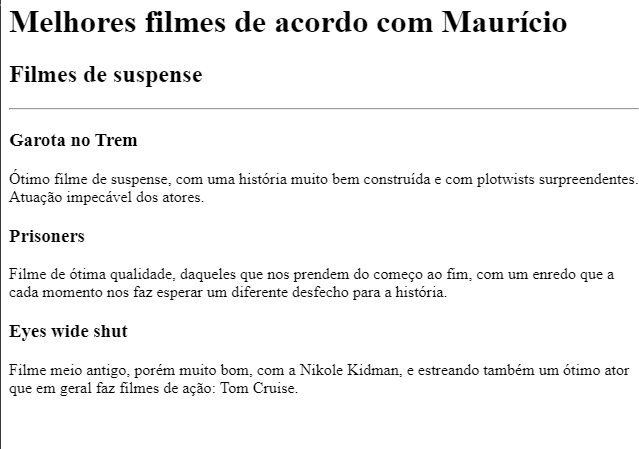 Melhores filmes de acordo com Maurício
Filmes de suspense
Garota no Trem
Ótimo filme de suspense, com uma história muito bem construída e com plotwists surpreendentes.
Atuação impecável dos atores.
Prisoners
Filme de ótima qualidade, daqueles que nos prendem do começo ao fim, com um enredo que a
cada momento nos faz esperar um diferente desfecho para a história.
Eyes wide shut
Filme meio antigo, porém muito bom, com a Nikole Kidman, e estreando também um ótimo ator
que em geral faz filmes de ação: Tom Cruise.